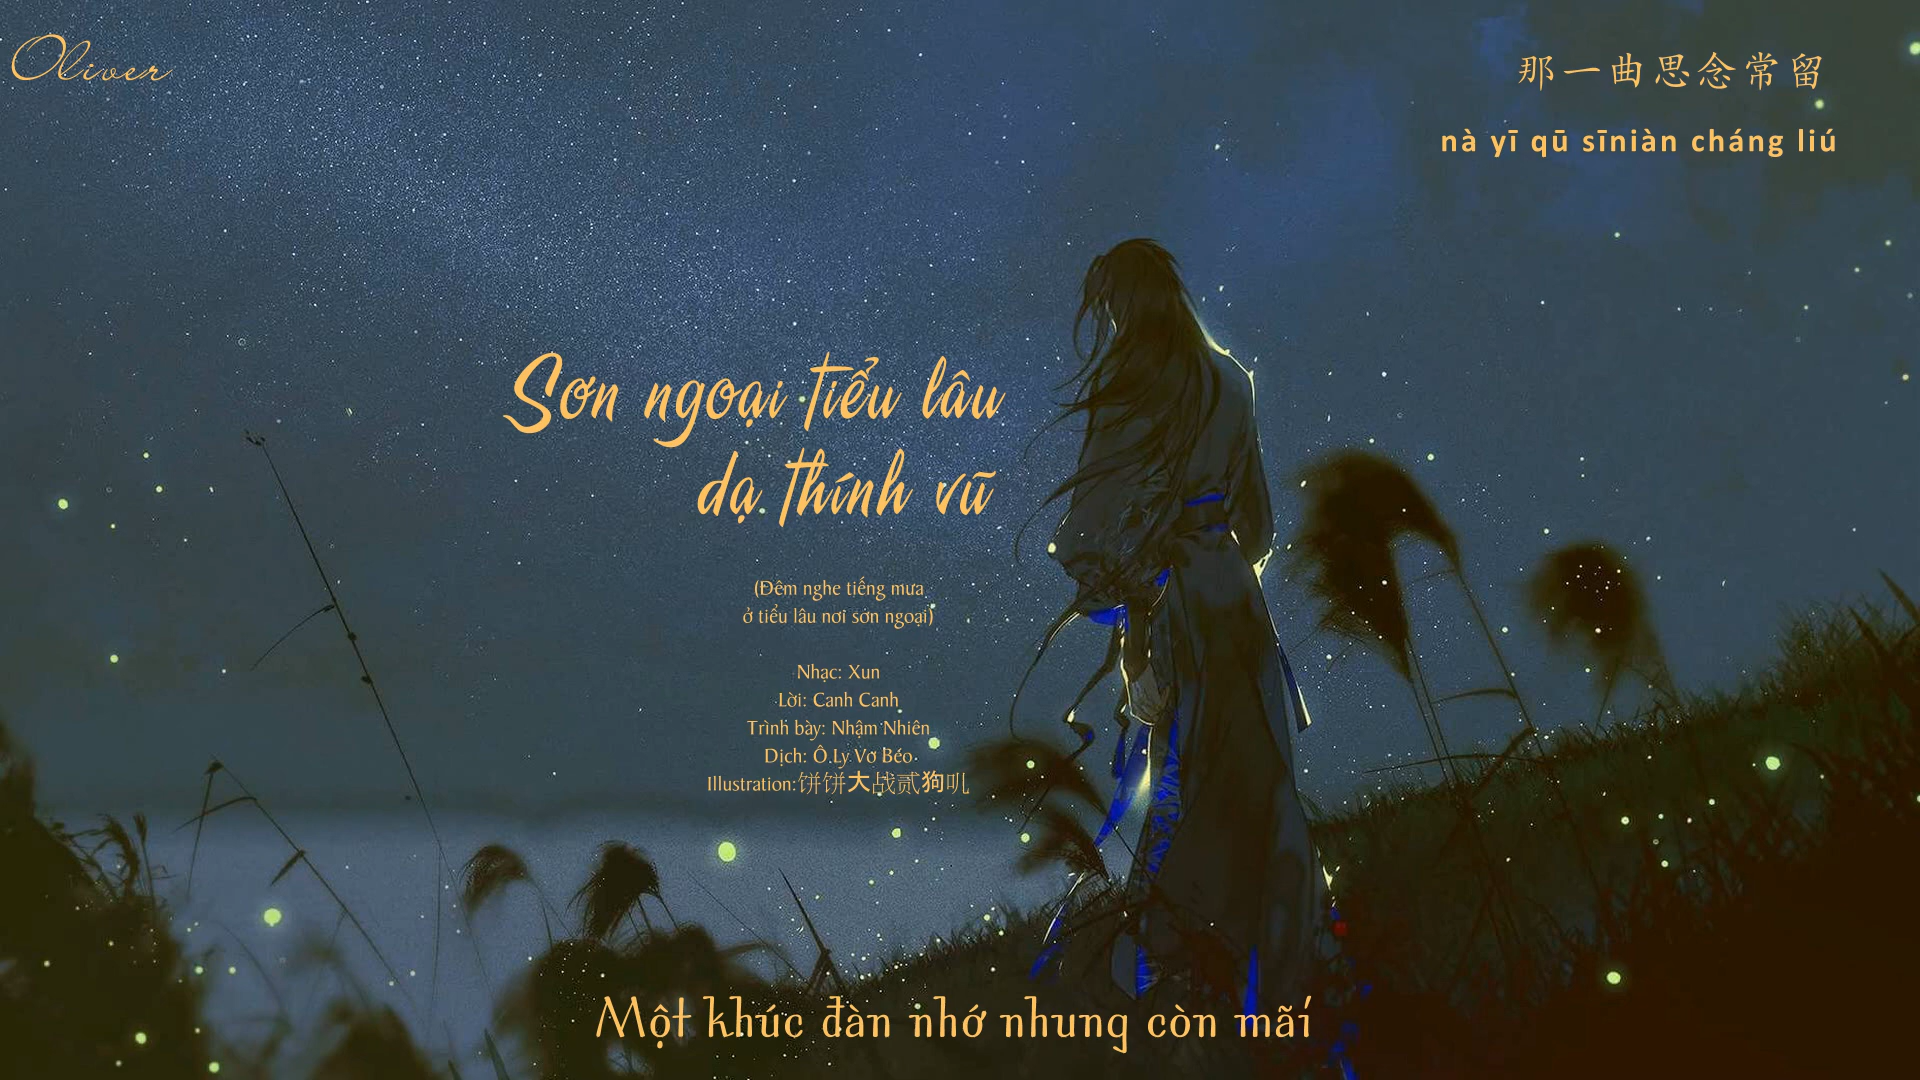 Oliver
那一曲思念常留
nà yī qū sīniàn cháng liú
Sơn ngoại tiểu lâu
dạ thính vũ
(Đêm nghe tiếng mưa
ở tiểu lâu nơi sơn ngoại)
Nhạc: Xun
Lời: Canh Canh
Trình bày: Nhậm Nhiên
Dịch: Ô Ly Vơ Béo
Illustration:饼饼大战贰狗叽
Một khúc đàn nhớ nhung còn mãi